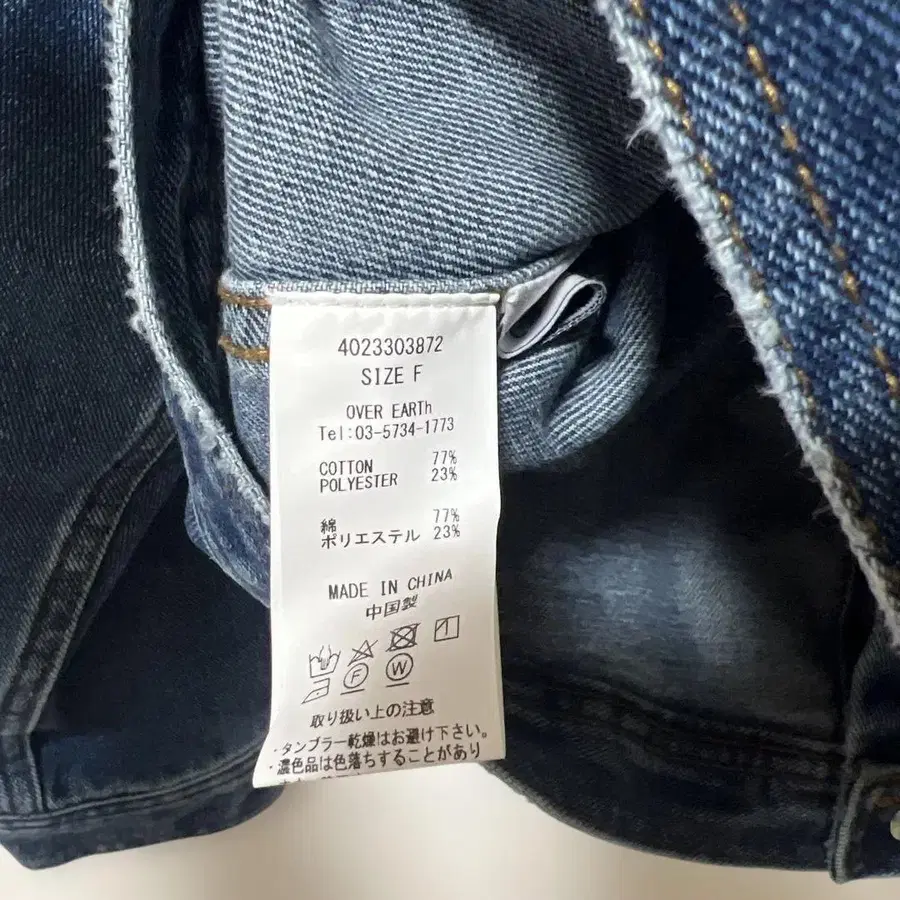 4023303872
SIZE F
OVER EARTh
Tel:03-5734-1773
COTTON 77%
POLYESTER 23%
綿 77%
ポリエステル 23%
MADE IN CHINA
中国製
F W
取り扱い上の注意
・タンブラー乾燥はお避け下さい。
・濃色品は色落ちすることがあり